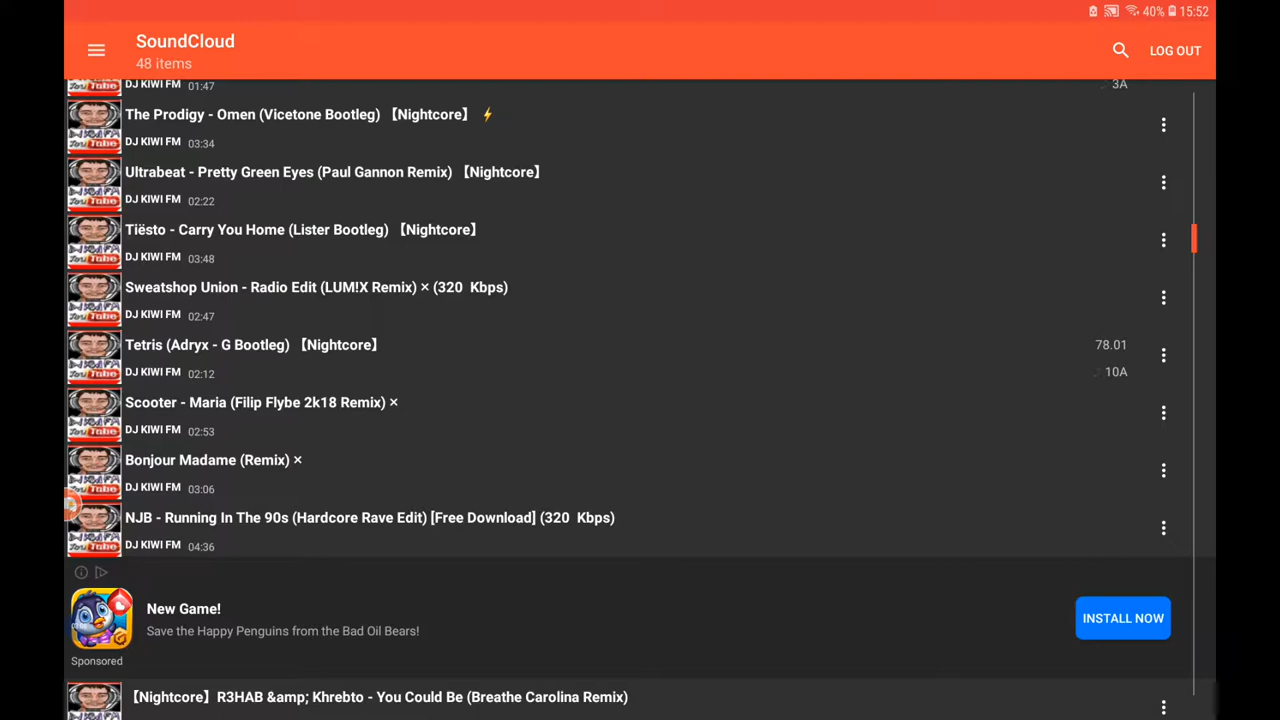 40% 15:52
SoundCloud
48 items
LOG OUT
DJ KIWI FM 01:47
3A
The Prodigy - Omen (Vicetone Bootleg) 【Nightcore】 ⚡
DJ KIWI FM 03:34
Ultrabeat - Pretty Green Eyes (Paul Gannon Remix) 【Nightcore】
DJ KIWI FM 02:22
Tiësto - Carry You Home (Lister Bootleg) 【Nightcore】
DJ KIWI FM 03:48
Sweatshop Union - Radio Edit (LUM!X Remix) × (320 Kbps)
DJ KIWI FM 02:47
Tetris (Adryx - G Bootleg) 【Nightcore】
78.01
DJ KIWI FM 02:12
10A
Scooter - Maria (Filip Flybe 2k18 Remix) ×
DJ KIWI FM 02:53
Bonjour Madame (Remix) ×
DJ KIWI FM 03:06
NJB - Running In The 90s (Hardcore Rave Edit) [Free Download] (320 Kbps)
DJ KIWI FM 04:36
New Game!
Save the Happy Penguins from the Bad Oil Bears!
INSTALL NOW
Sponsored
【Nightcore】R3HAB &amp; Khrebto - You Could Be (Breathe Carolina Remix)